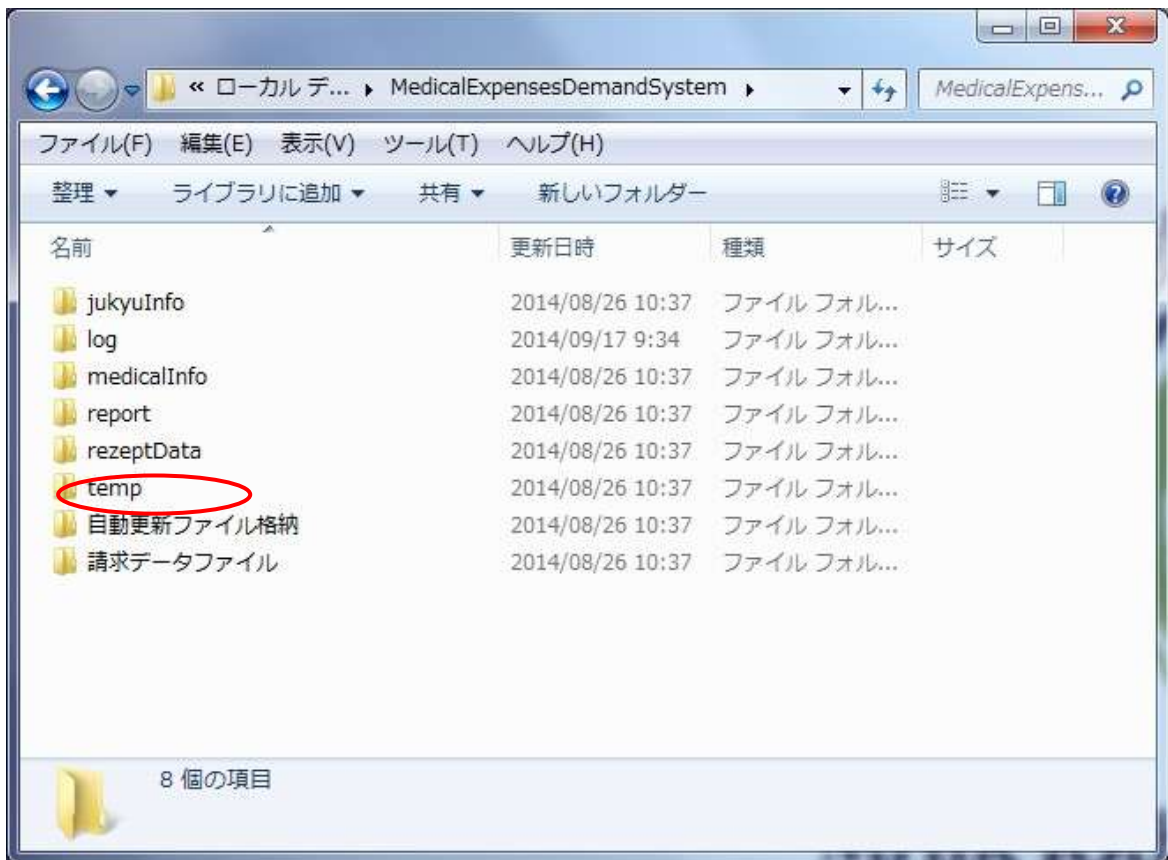 « ローカル デ... MedicalExpensesDemandSystem MedicalExpens...
ファイル(F) 編集(E) 表示(V) ツール(T) ヘルプ(H)
整理 ライブラリに追加 共有 新しいフォルダー
名前 更新日時 種類 サイズ
jukyuInfo 2014/08/26 10:37 ファイル フォル...
log 2014/09/17 9:34 ファイル フォル...
medicalInfo 2014/08/26 10:37 ファイル フォル...
report 2014/08/26 10:37 ファイル フォル...
rezeptData 2014/08/26 10:37 ファイル フォル...
temp 2014/08/26 10:37 ファイル フォル...
自動更新ファイル格納 2014/08/26 10:37 ファイル フォル...
請求データファイル 2014/08/26 10:37 ファイル フォル...
8 個の項目